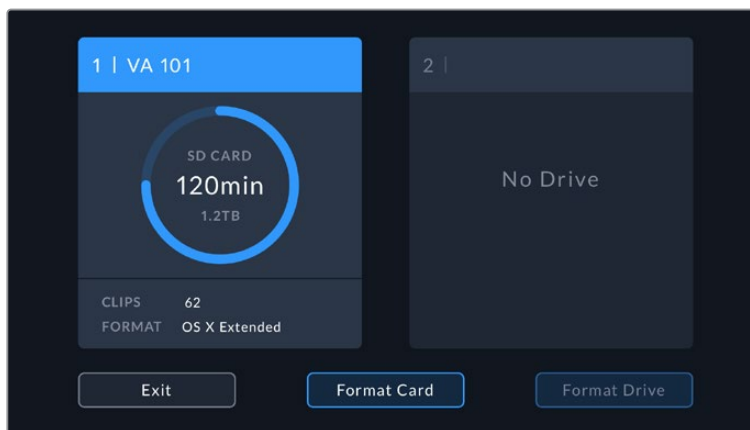 1 | VA 101
SD CARD
120min
1.2TB
CLIPS 62
FORMAT OS X Extended
2 |
No Drive
Exit
Format Card
Format Drive